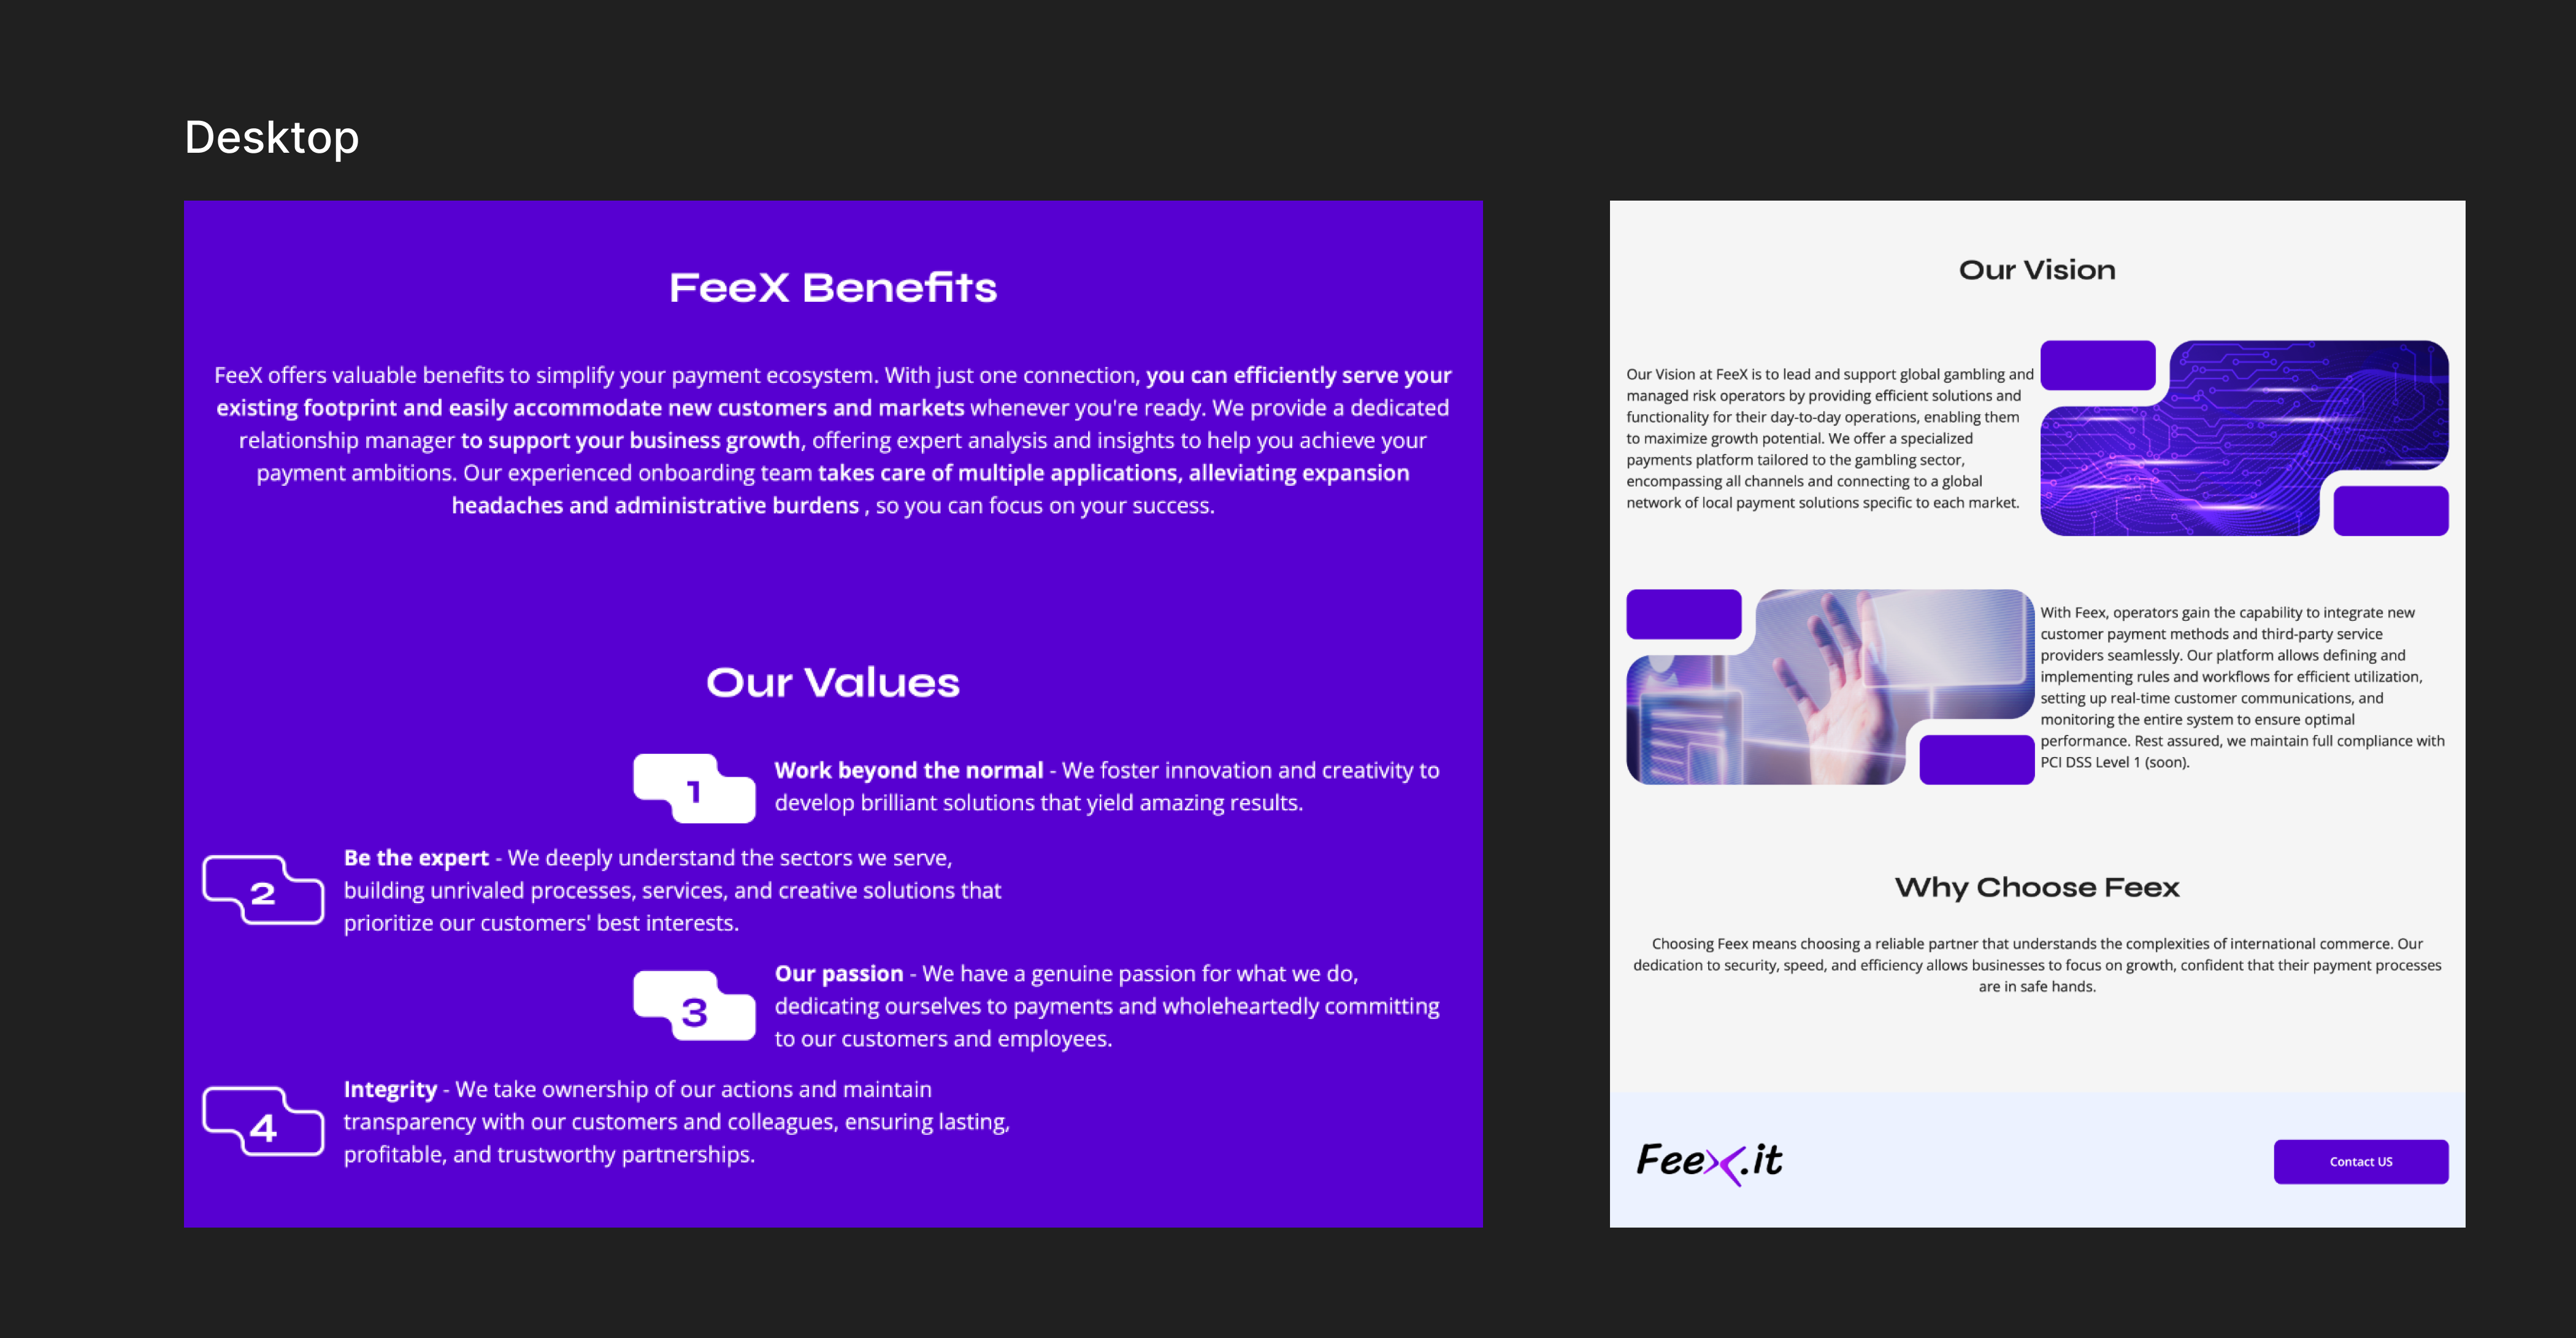 Desktop
FeeX Benefits
FeeX offers valuable benefits to simplify your payment ecosystem. With just one connection, you can efficiently serve your
existing footprint and easily accommodate new customers and markets whenever you're ready. We provide a dedicated
relationship manager to support your business growth, offering expert analysis and insights to help you achieve your
payment ambitions. Our experienced onboarding team takes care of multiple applications, alleviating expansion
headaches and administrative burdens , so you can focus on your success.
Our Values
1
Work beyond the normal - We foster innovation and creativity to
develop brilliant solutions that yield amazing results.
2
Be the expert - We deeply understand the sectors we serve,
building unrivaled processes, services, and creative solutions that
prioritize our customers' best interests.
3
Our passion - We have a genuine passion for what we do,
dedicating ourselves to payments and wholeheartedly committing
to our customers and employees.
4
Integrity - We take ownership of our actions and maintain
transparency with our customers and colleagues, ensuring lasting,
profitable, and trustworthy partnerships.
Our Vision
Our Vision at FeeX is to lead and support global gambling and
managed risk operators by providing efficient solutions and
functionality for their day-to-day operations, enabling them
to maximize growth potential. We offer a specialized
payments platform tailored to the gambling sector,
encompassing all channels and connecting to a global
network of local payment solutions specific to each market.
With Feex, operators gain the capability to integrate new
customer payment methods and third-party service
providers seamlessly. Our platform allows defining and
implementing rules and workflows for efficient utilization,
setting up real-time customer communications, and
monitoring the entire system to ensure optimal
performance. Rest assured, we maintain full compliance with
PCI DSS Level 1 (soon).
Why Choose Feex
Choosing Feex means choosing a reliable partner that understands the complexities of international commerce. Our
dedication to security, speed, and efficiency allows businesses to focus on growth, confident that their payment processes
are in safe hands.
FeeX.it
Contact US